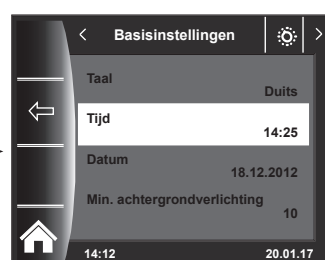 Basisinstellingen
Taal
Duits
Tijd
14:25
Datum
18.12.2012
Min. achtergrondverlichting
10
14:12 20.01.17